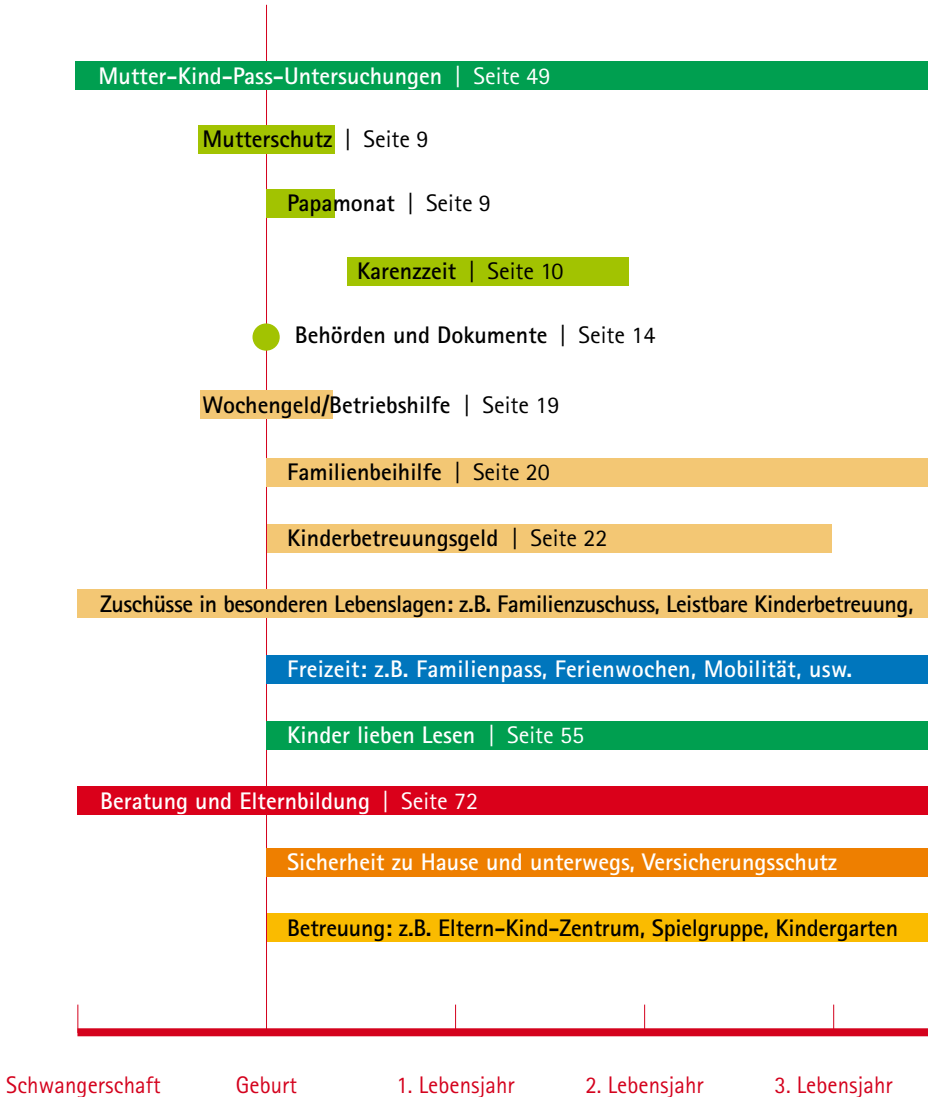 Mutter-Kind-Pass-Untersuchungen | Seite 49
Mutterschutz | Seite 9
Papamonat | Seite 9
Karenzzeit | Seite 10
Behörden und Dokumente | Seite 14
Wochengeld/Betriebshilfe | Seite 19
Familienbeihilfe | Seite 20
Kinderbetreuungsgeld | Seite 22
Zuschüsse in besonderen Lebenslagen: z.B. Familienzuschuss, Leistbare Kinderbetreuung,
Freizeit: z.B. Familienpass, Ferienwochen, Mobilität, usw.
Kinder lieben Lesen | Seite 55
Beratung und Elternbildung | Seite 72
Sicherheit zu Hause und unterwegs, Versicherungsschutz
Betreuung: z.B. Eltern-Kind-Zentrum, Spielgruppe, Kindergarten
Schwangerschaft Geburt 1. Lebensjahr 2. Lebensjahr 3. Lebensjahr